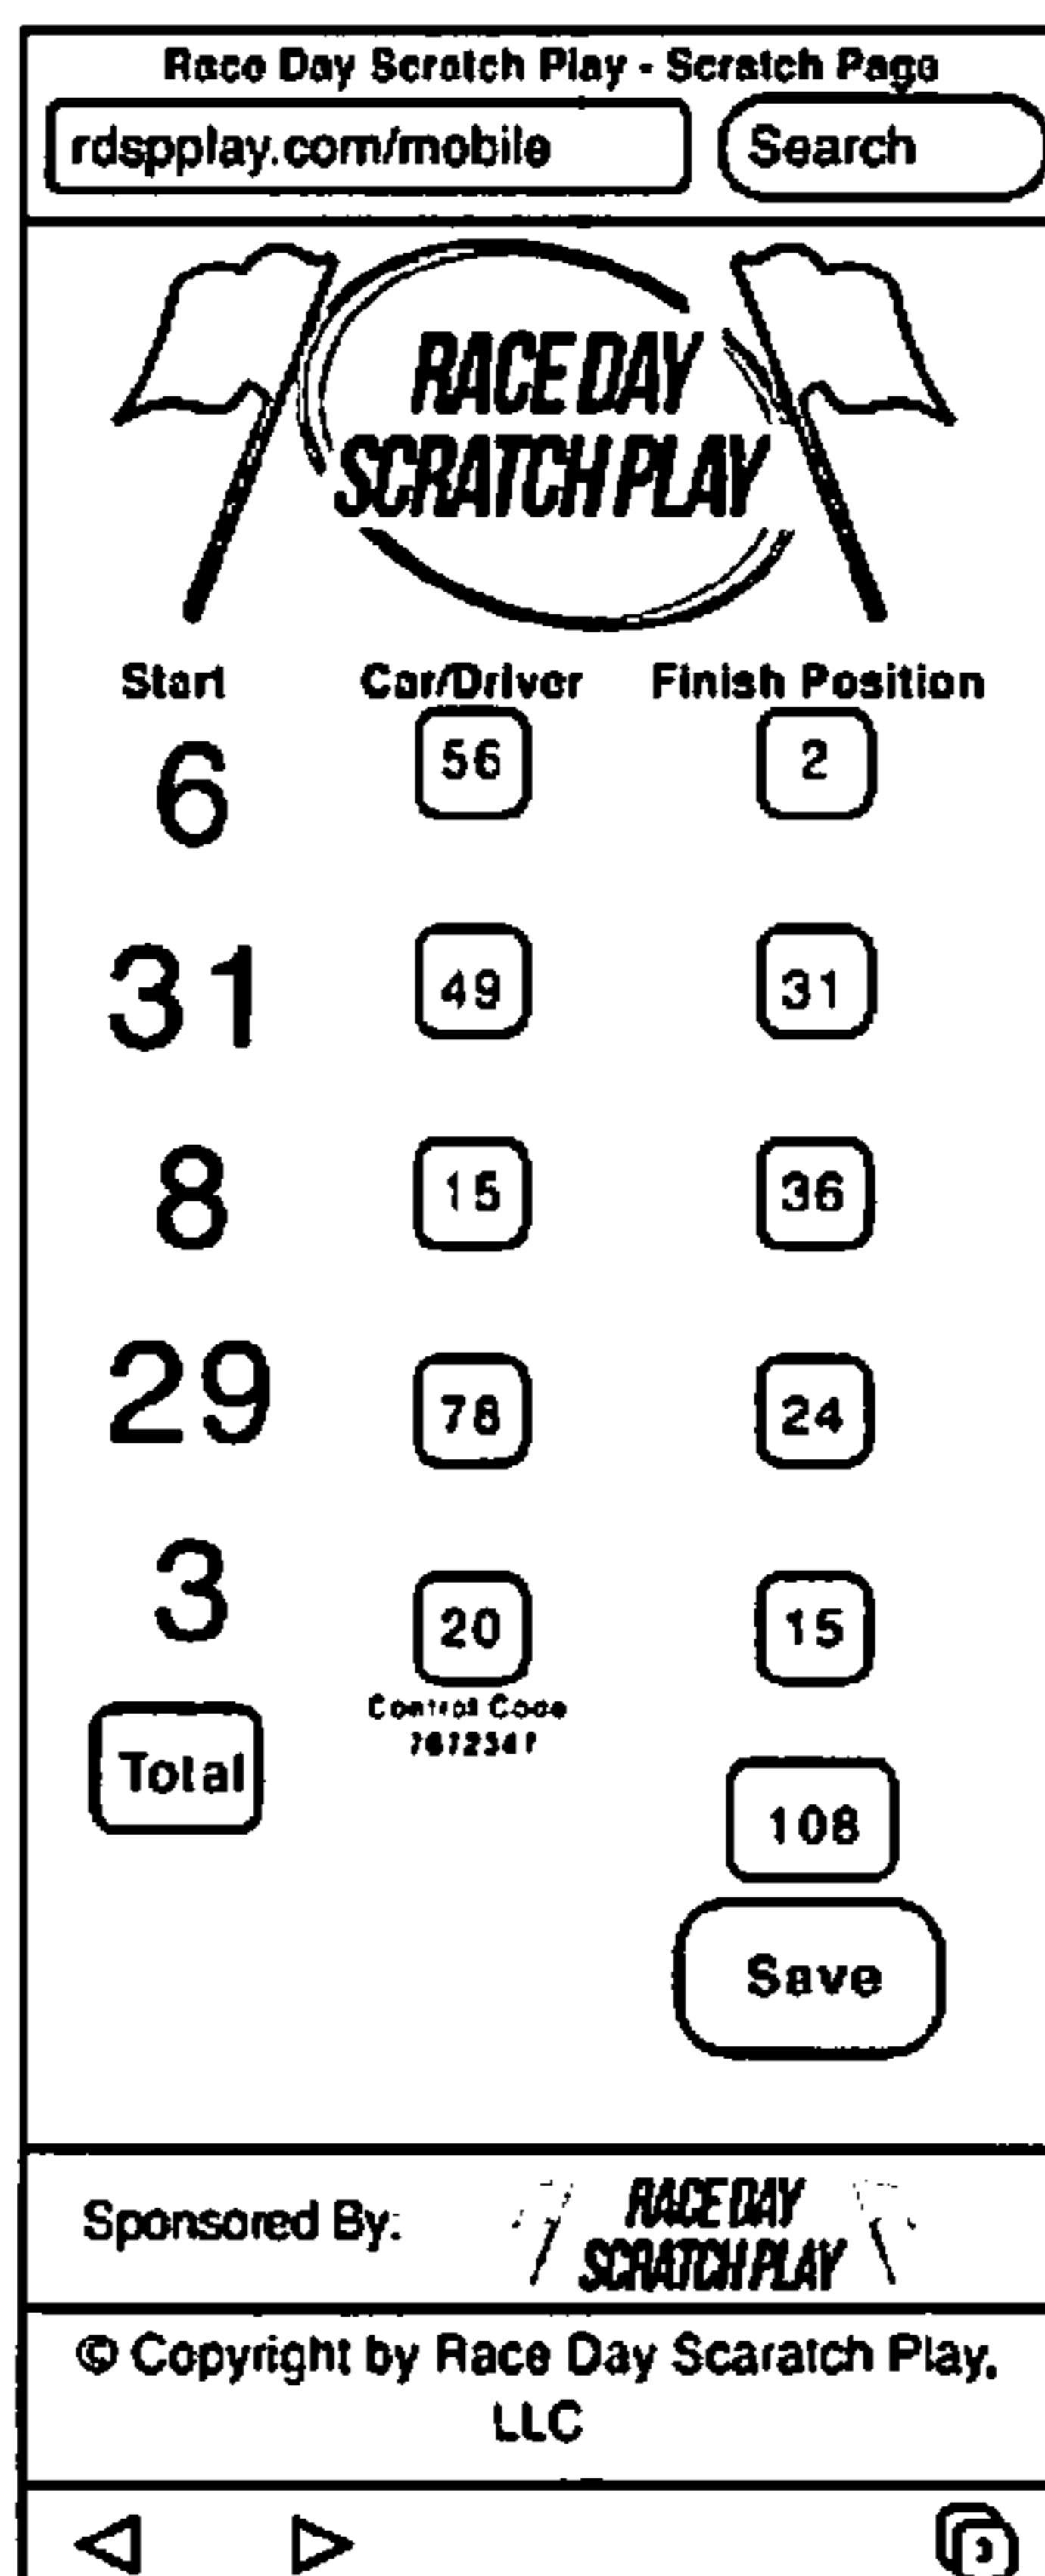 Race Day Scratch Play - Scratch Page
rdspplay.com/mobile Search
RACE DAY
SCRATCH PLAY
Start Car/Driver Finish Position
6 56 2
31 49 31
8 15 36
29 78 24
3 20 15
Control Code
Total 108
Save
Sponsored By: RACE DAY
SCRATCH PLAY
© Copyright by Race Day Scaratch Play,
LLC